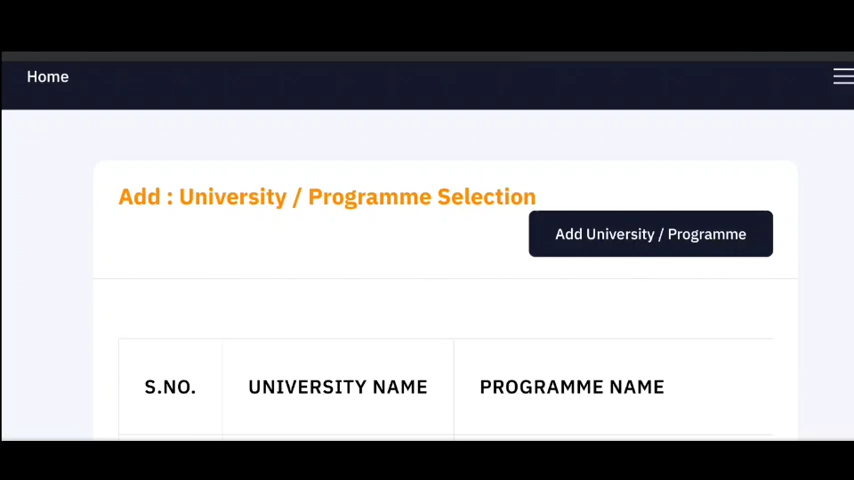 Home
Add : University / Programme Selection
Add University / Programme
S.NO. UNIVERSITY NAME PROGRAMME NAME